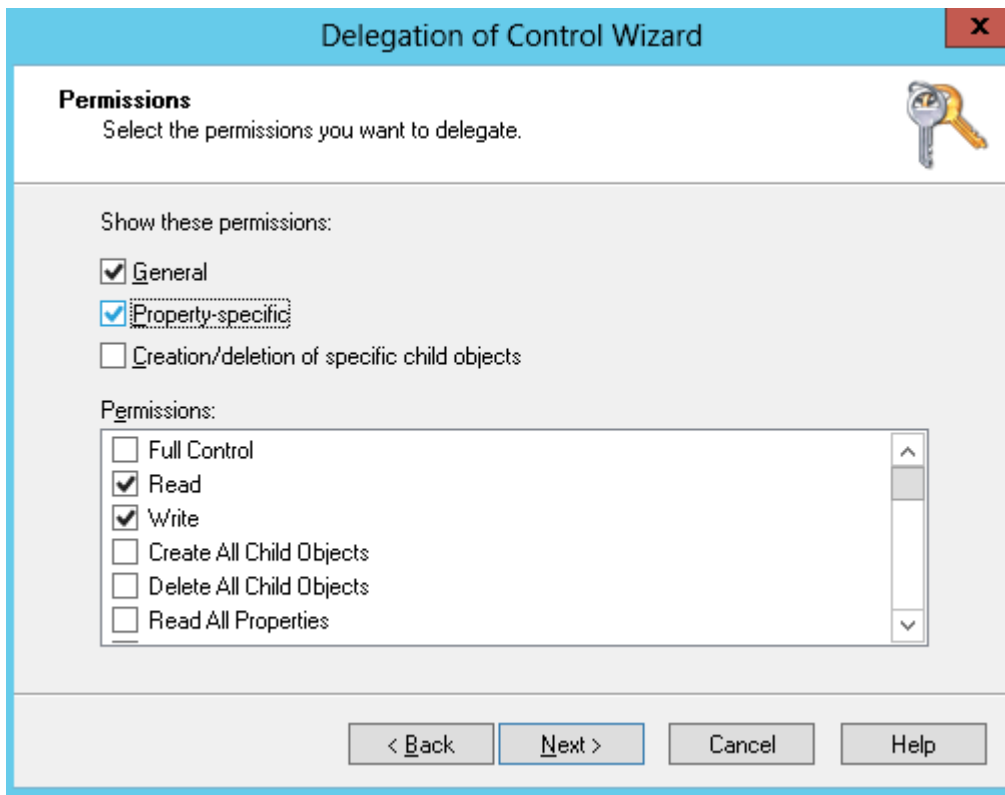 Delegation of Control Wizard
x
Permissions
Select the permissions you want to delegate.
Show these permissions:
General
Property-specific
Creation/deletion of specific child objects
Permissions:
Full Control
Read
Write
Create All Child Objects
Delete All Child Objects
Read All Properties
< Back
Next >
Cancel
Help